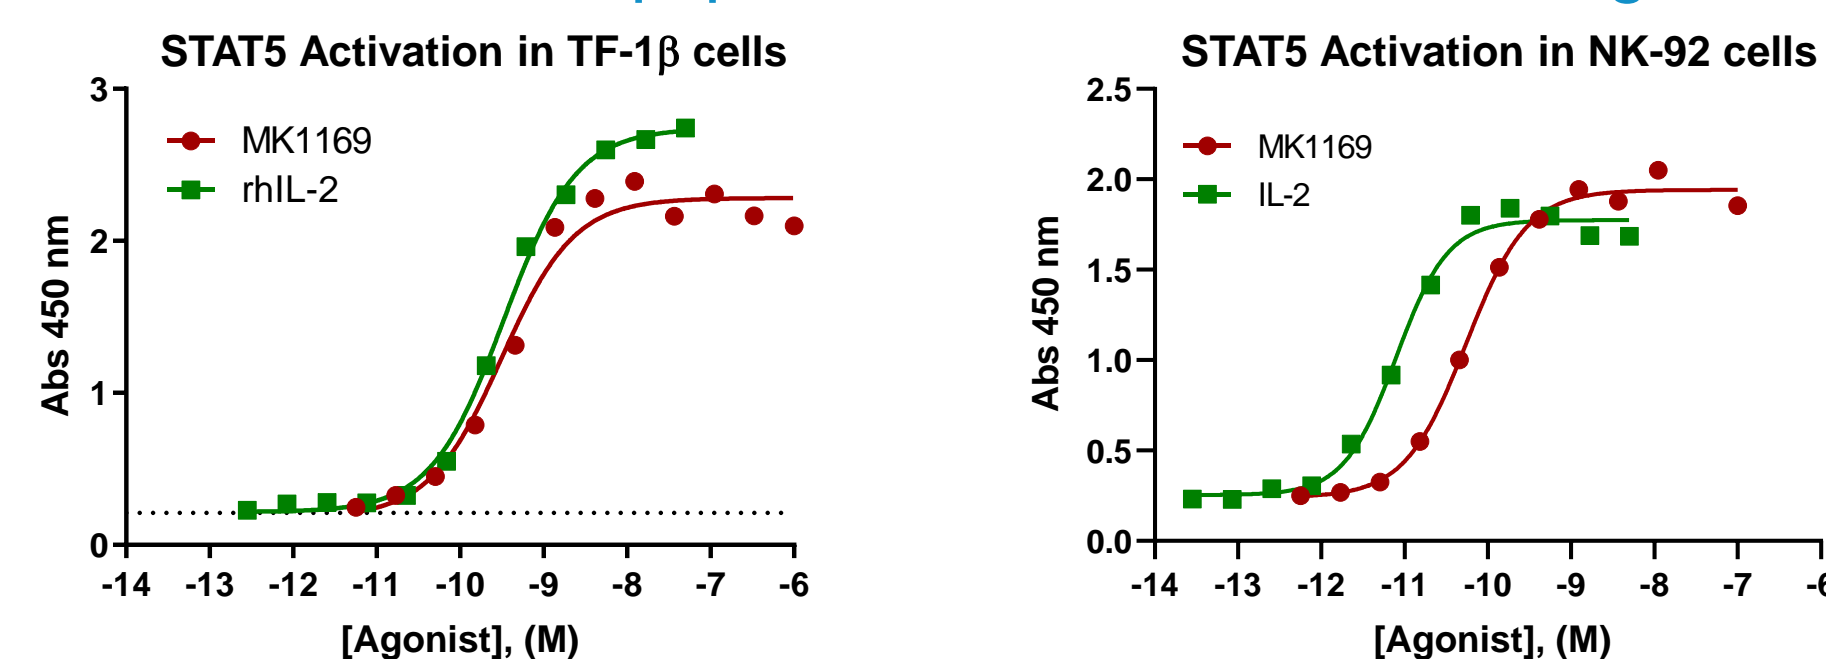 STAT5 Activation in TF-1β cells
3
2
1
0
Abs 450 nm
MK1169
rhIL-2
-14 -13 -12 -11 -10 -9 -8 -7 -6
[Agonist], (M)
STAT5 Activation in NK-92 cells
2.5
2.0
1.5
1.0
0.5
0.0
Abs 450 nm
MK1169
IL-2
-14 -13 -12 -11 -10 -9 -8 -7
[Agonist], (M)